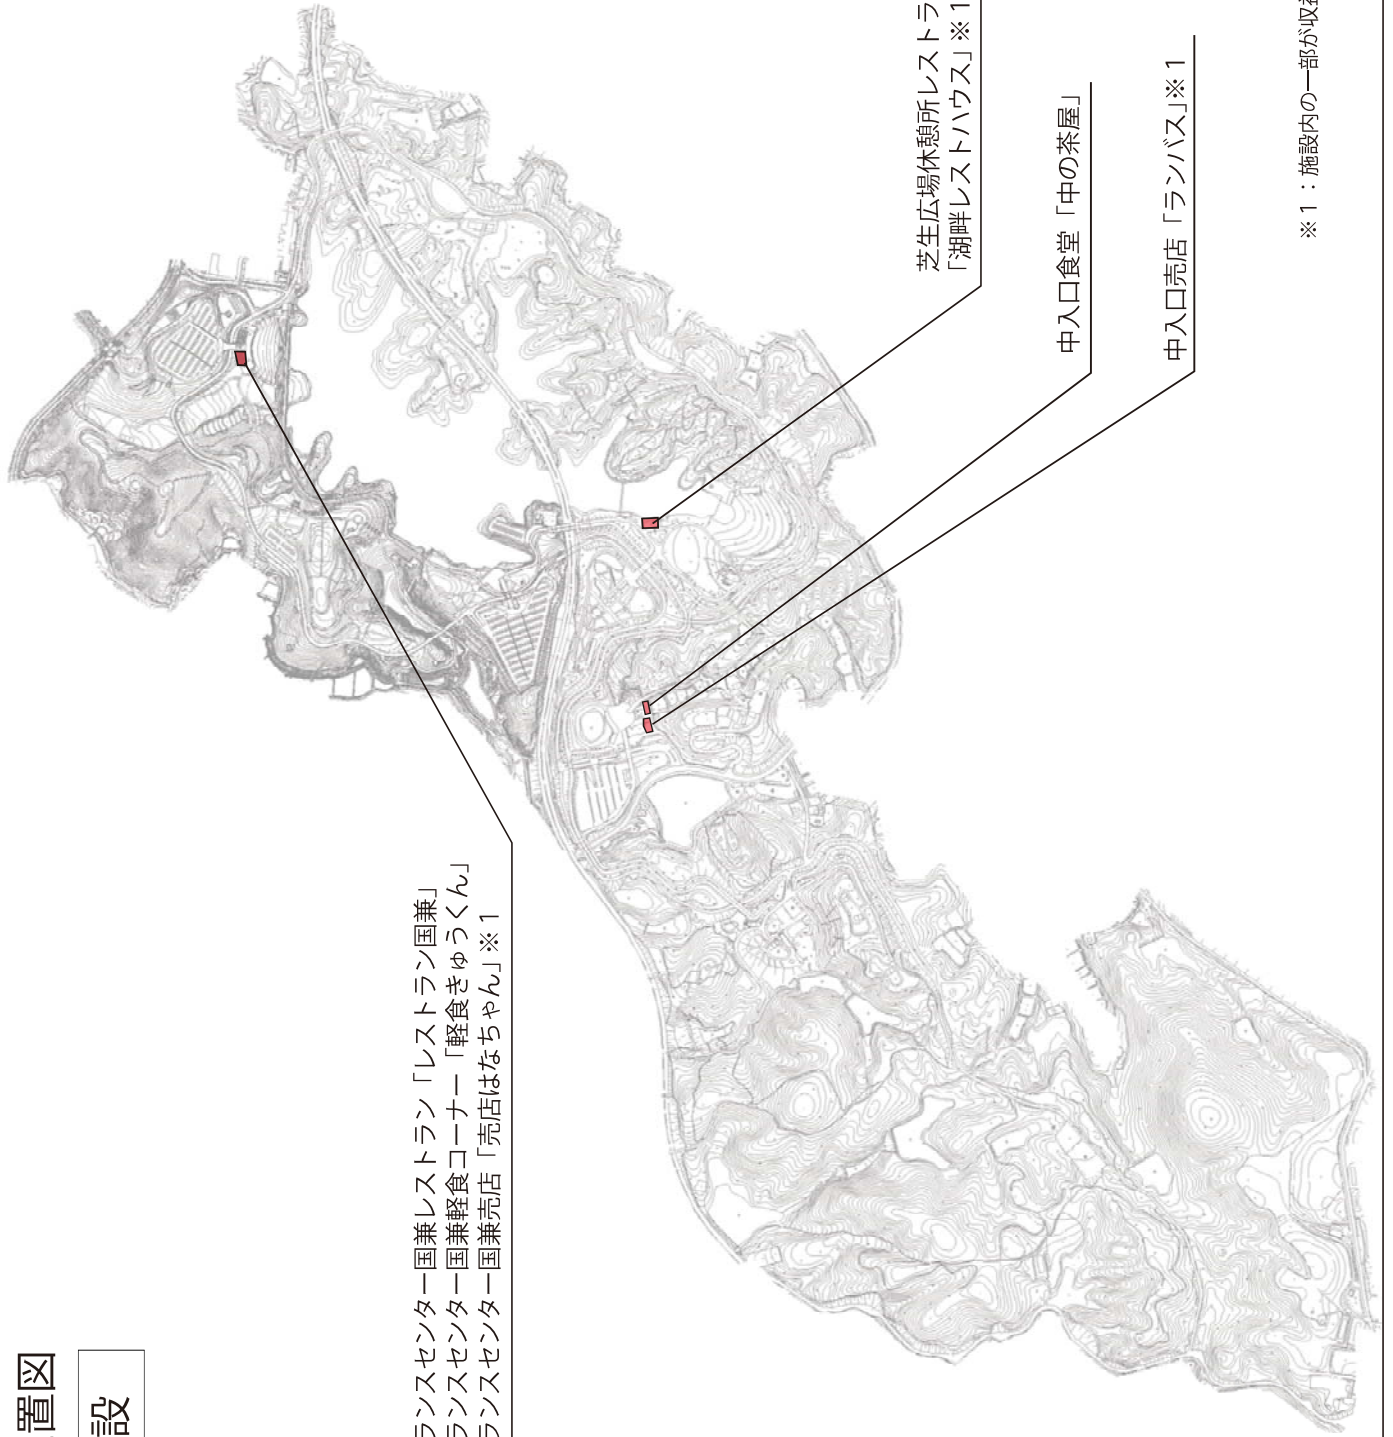 置図
設
ランスセンター国兼レストラン「レストラン国兼」
ランスセンター国兼軽食コーナー「軽食きゅうくん」
ランスセンター国兼売店「売店はなちゃん」※1
芝生広場休憩所レストラ
「湖畔レストハウス」※1
中入口食堂「中の茶屋」
中入口売店「ランバス」※1
※1：施設内の一部が収益